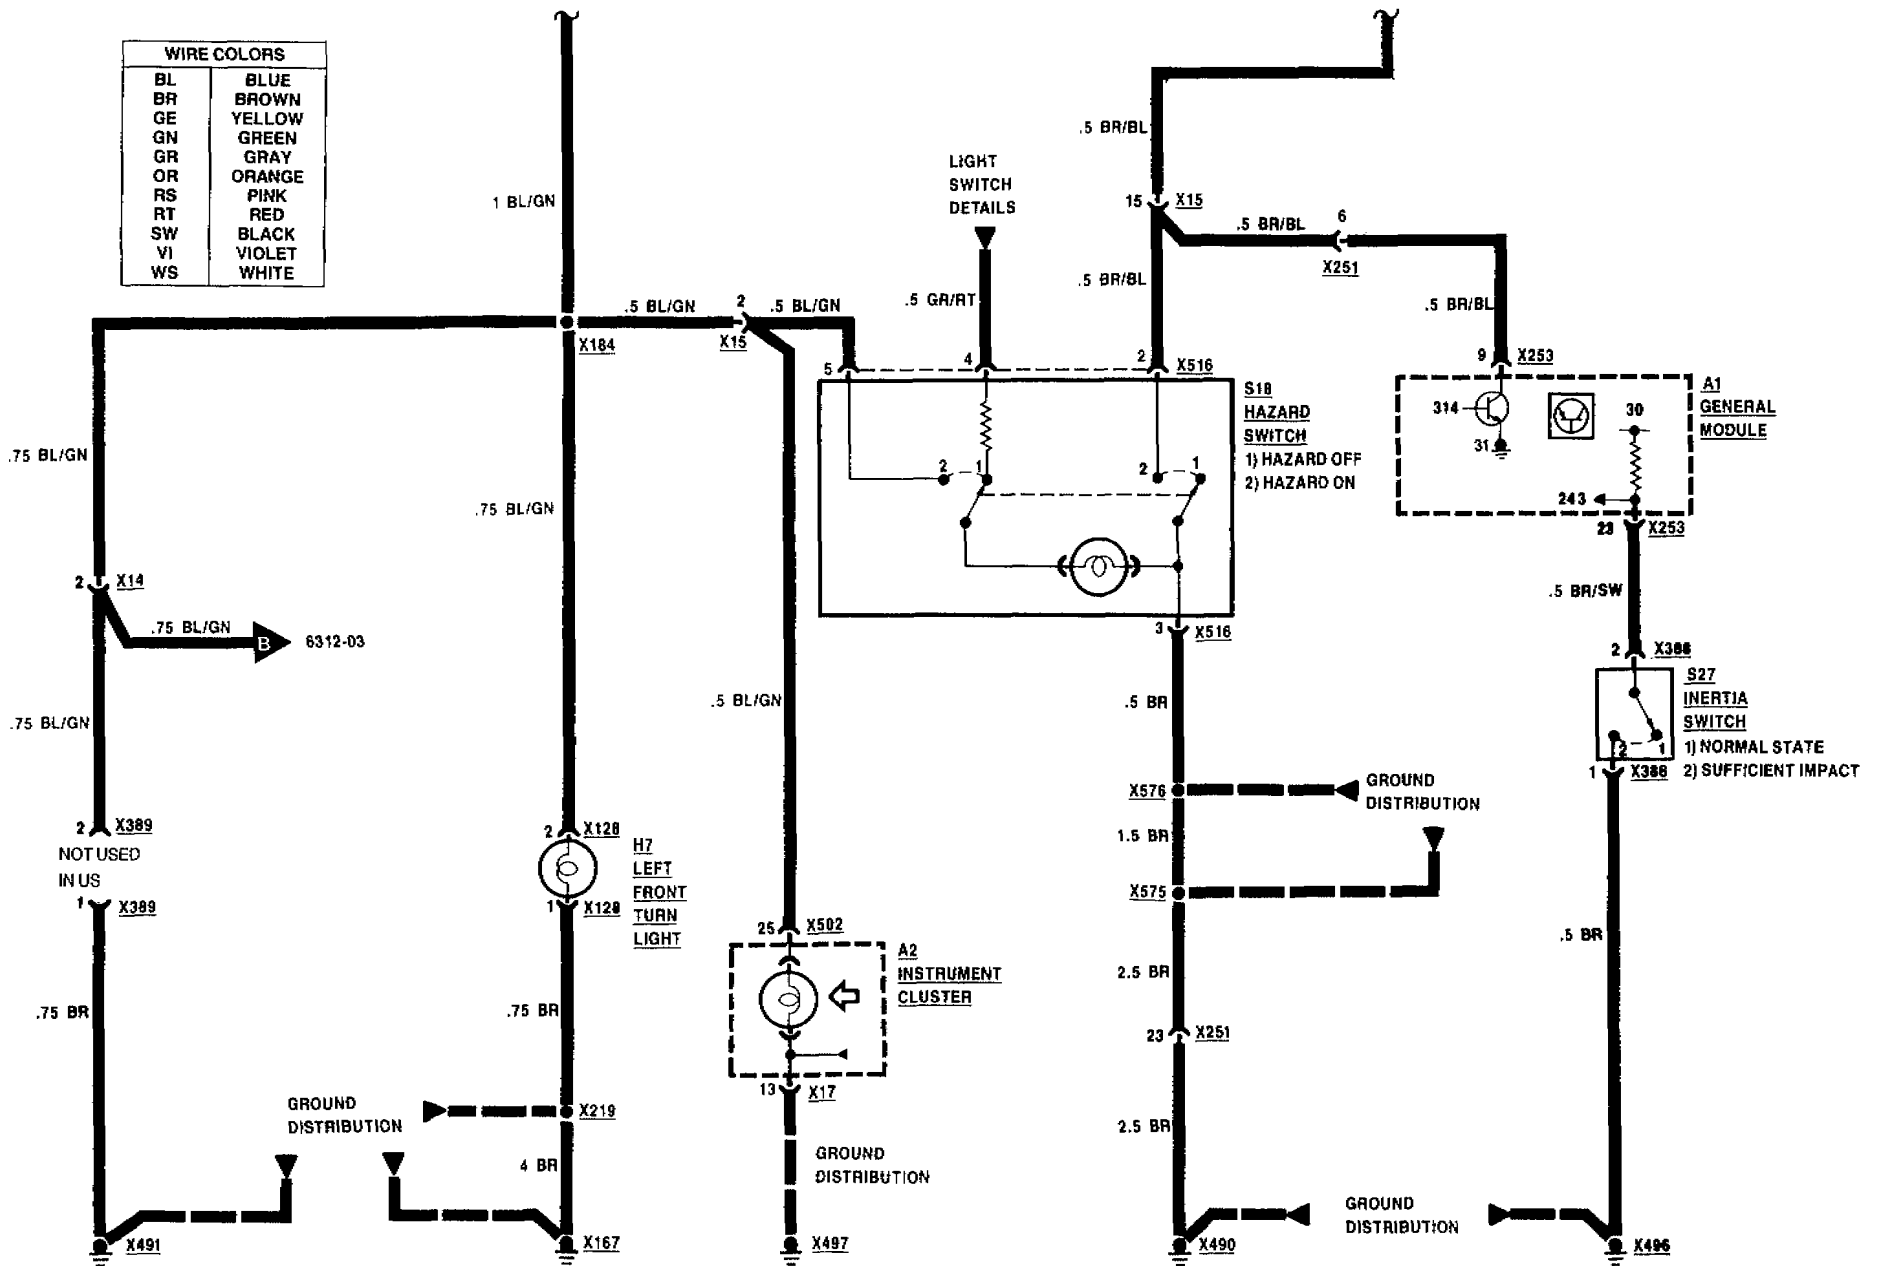 WIRE COLORS
BL BLUE
BR BROWN
GE YELLOW
GN GREEN
GR GRAY
OR ORANGE
RS PINK
RT RED
SW BLACK
VI VIOLET
WS WHITE
1 BL/GN
.5 BL/GN
2
.5 BL/GN
X184
X15
.75 BL/GN
.75 BL/GN
2
X14
.75 BL/GN
B
6312-03
.75 BL/GN
.5 BL/GN
2
X389
NOT USED
IN US
1
X389
2
X128
H7
LEFT
FRONT
TURN
LIGHT
1
X128
.75 BR
.75 BR
25
X502
A2
INSTRUMENT
CLUSTER
13
X17
GROUND
DISTRIBUTION
X219
4 BR
GROUND
DISTRIBUTION
X491
X167
X497
LIGHT
SWITCH
DETAILS
.5 GR/RT
.5 BR/BL
15
X15
.5 BR/BL
6
X251
.5 BR/BL
.5 BR/BL
5
4
2
X516
S18
HAZARD
SWITCH
1) HAZARD OFF
2) HAZARD ON
2
1
2
1
3
X516
9
X253
A1
GENERAL
MODULE
314
31
30
243
23
X253
.5 BR/SW
2
X386
S27
INERTIA
SWITCH
1) NORMAL STATE
2) SUFFICIENT IMPACT
2
1
1
X386
.5 BR
X576
GROUND
DISTRIBUTION
1.5 BR
X575
2.5 BR
23
X251
2.5 BR
.5 BR
X490
GROUND
DISTRIBUTION
X496